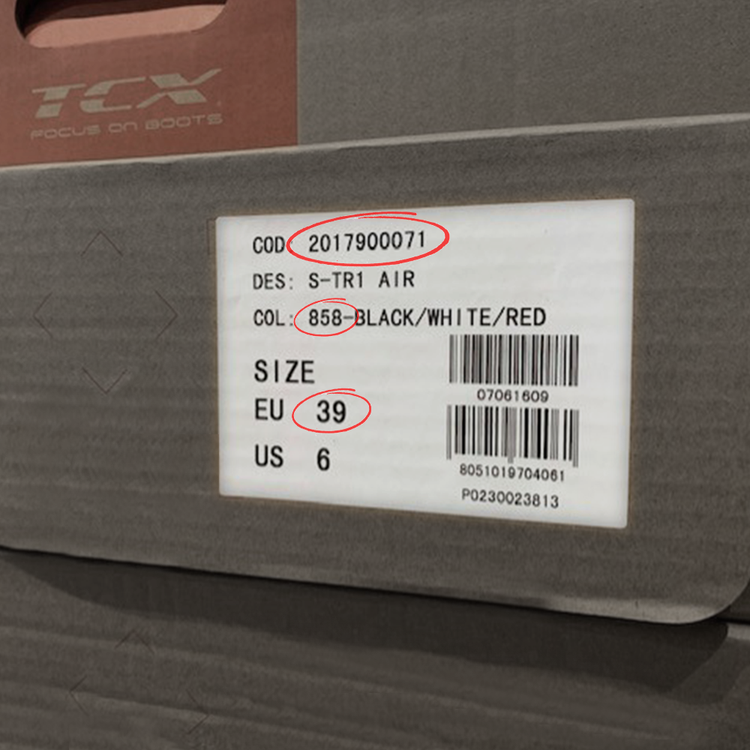 TCX
FOCUS ON BOOTS
COD: 2017900071
DES: S-TR1 AIR
COL: 858-BLACK/WHITE/RED
SIZE
EU 39
US 6
07061609
8051019704061
P0230023813